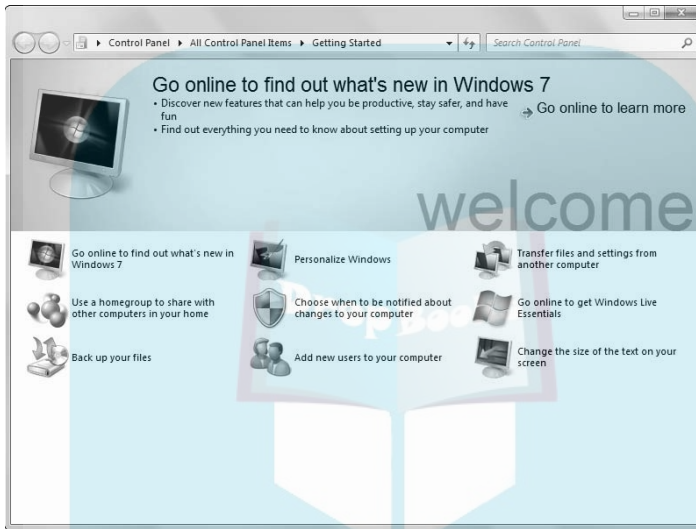 Control Panel ▸ All Control Panel Items ▸ Getting Started
Search Control Panel
Go online to find out what's new in Windows 7
• Discover new features that can help you be productive, stay safer, and have
fun
• Find out everything you need to know about setting up your computer
Go online to learn more
welcome
Go online to find out what's new in
Windows 7
Personalize Windows
Transfer files and settings from
another computer
Use a homegroup to share with
other computers in your home
Choose when to be notified about
changes to your computer
Go online to get Windows Live
Essentials
Back up your files
Add new users to your computer
Change the size of the text on your
screen